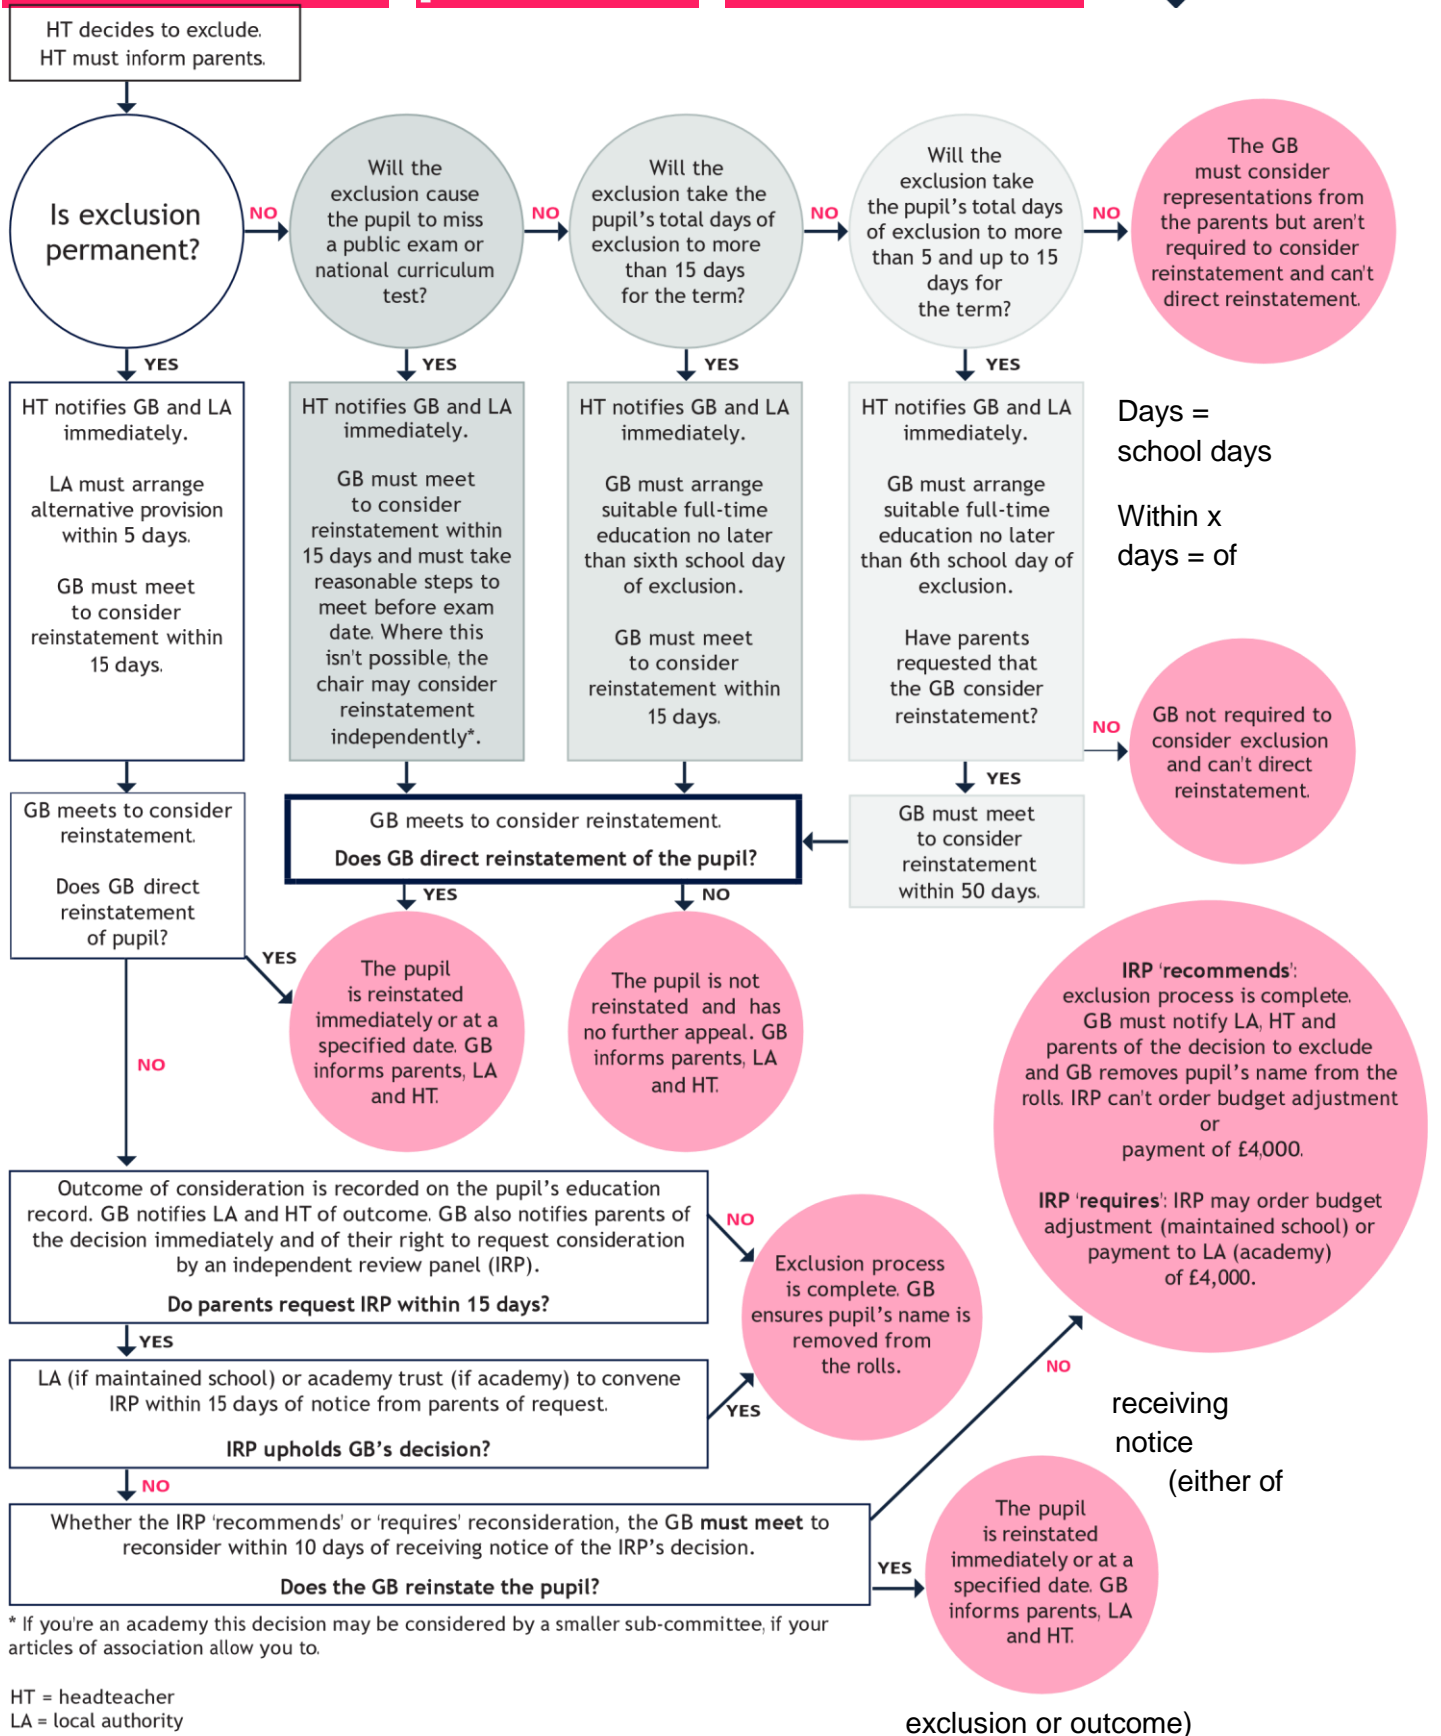 HT decides to exclude.
HT must inform parents.
Is exclusion
permanent?
NO
Will the
exclusion cause
the pupil to miss
a public exam or
national curriculum
test?
NO
Will the
exclusion take the
pupil's total days of
exclusion to more
than 15 days
for the term?
NO
Will the
exclusion take
the pupil's total days
of exclusion to more
than 5 and up to 15
days for
the term?
NO
The GB
must consider
representations from
the parents but aren't
required to consider
reinstatement and can't
direct reinstatement.
YES
YES
YES
YES
HT notifies GB and LA
immediately.
LA must arrange
alternative provision
within 5 days.
GB must meet
to consider
reinstatement within
15 days.
HT notifies GB and LA
immediately.
GB must meet
to consider
reinstatement within
15 days and must take
reasonable steps to
meet before exam
date. Where this
isn't possible, the
chair may consider
reinstatement
independently*.
HT notifies GB and LA
immediately.
GB must arrange
suitable full-time
education no later
than sixth school day
of exclusion.
GB must meet
to consider
reinstatement within
15 days.
HT notifies GB and LA
immediately.
GB must arrange
suitable full-time
education no later
than 6th school day of
exclusion.
Have parents
requested that
the GB consider
reinstatement?
Days =
school days
Within x
days = of
NO
GB not required to
consider exclusion
and can't direct
reinstatement.
YES
GB meets to consider
reinstatement.
Does GB direct
reinstatement
of pupil?
GB meets to consider reinstatement.
Does GB direct reinstatement of the pupil?
GB must meet
to consider
reinstatement
within 50 days.
YES
NO
YES
The pupil
is reinstated
immediately or at a
specified date. GB
informs parents, LA
and HT.
The pupil is not
reinstated and has
no further appeal. GB
informs parents, LA
and HT.
NO
IRP 'recommends':
exclusion process is complete.
GB must notify LA, HT and
parents of the decision to exclude
and GB removes pupil's name from the
rolls. IRP can't order budget adjustment
or
payment of £4,000.
IRP 'requires': IRP may order budget
adjustment (maintained school) or
payment to LA (academy)
of £4,000.
Outcome of consideration is recorded on the pupil's education
record. GB notifies LA and HT of outcome. GB also notifies parents of
the decision immediately and of their right to request consideration
by an independent review panel (IRP).
Do parents request IRP within 15 days?
NO
Exclusion process
is complete. GB
ensures pupil's name is
removed from
the rolls.
YES
LA (if maintained school) or academy trust (if academy) to convene
IRP within 15 days of notice from parents of request.
IRP upholds GB's decision?
YES
NO
receiving
notice
(either of
NO
Whether the IRP 'recommends' or 'requires' reconsideration, the GB must meet to
reconsider within 10 days of receiving notice of the IRP's decision.
Does the GB reinstate the pupil?
YES
The pupil
is reinstated
immediately or at a
specified date. GB
informs parents, LA
and HT.
* If you're an academy this decision may be considered by a smaller sub-committee, if your
articles of association allow you to.
HT = headteacher
LA = local authority
exclusion or outcome)